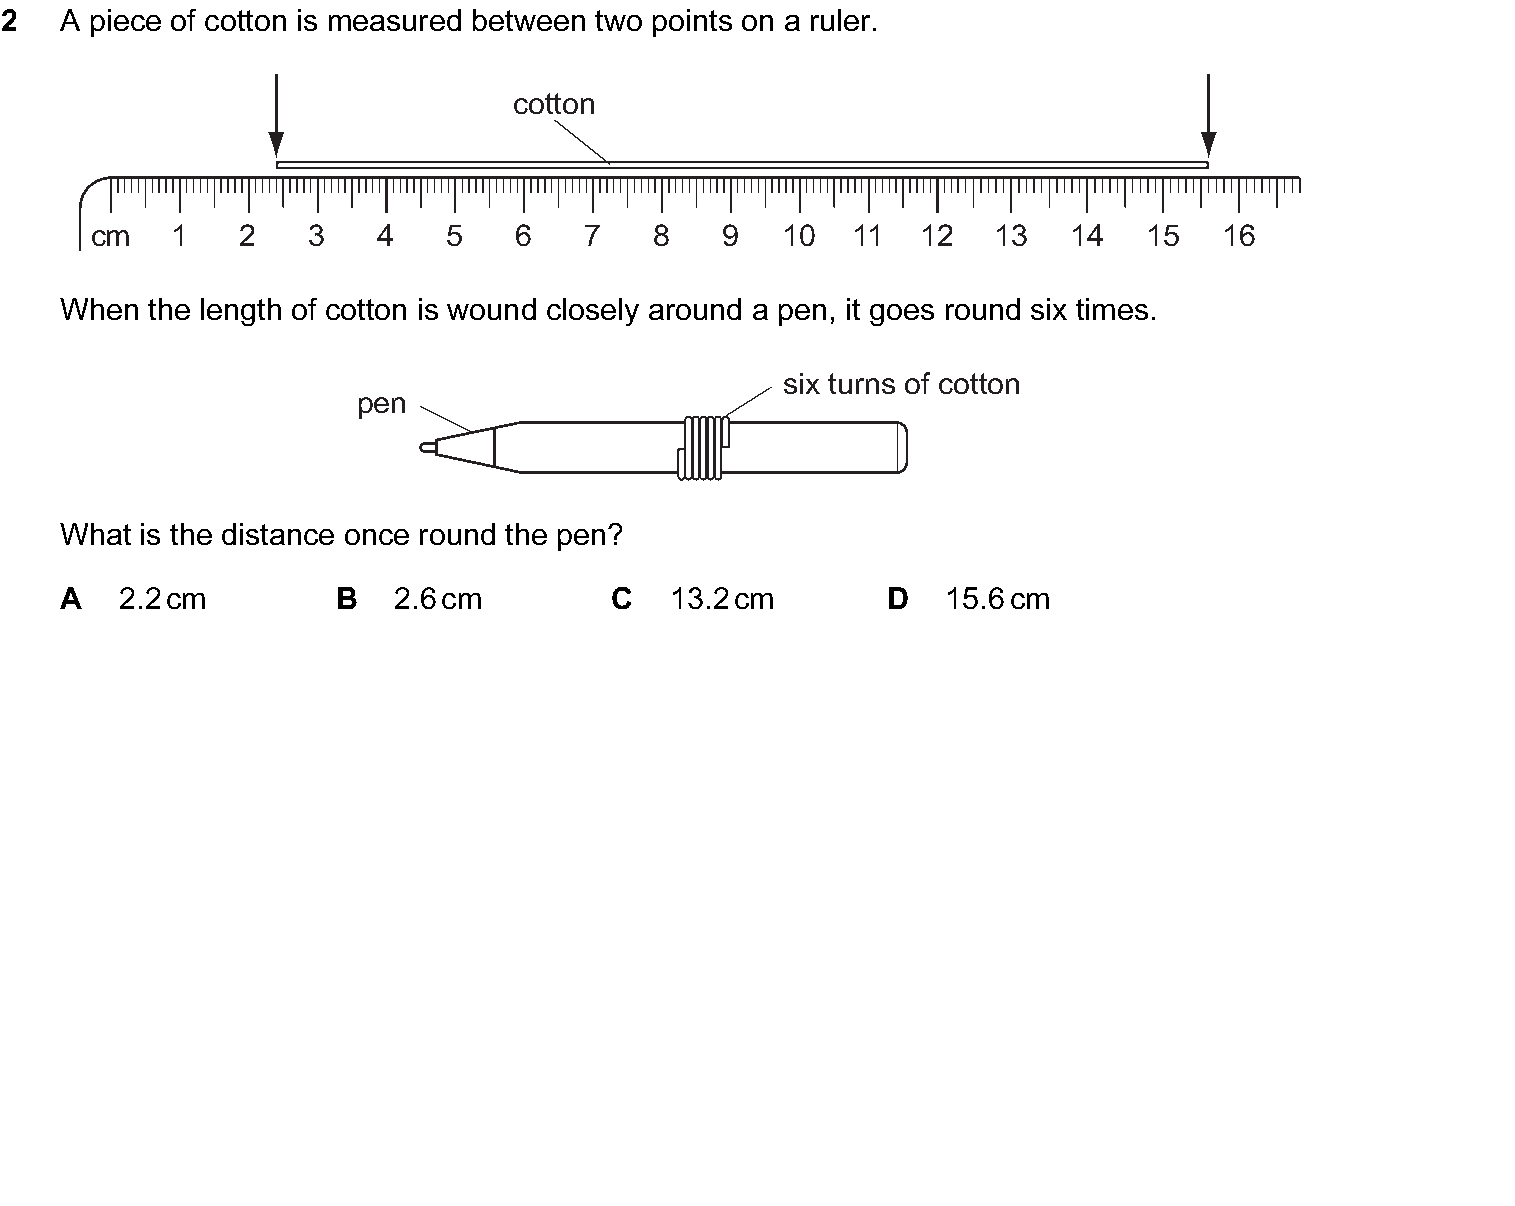 2 A piece of cotton is measured between two points on a ruler.
cotton
cm 1 2 3 4 5 6 7 8 9 10 11 12 13 14 15 16
When the length of cotton is wound closely around a pen, it goes round six times.
six turns of cotton
pen
What is the distance once round the pen?
A 2.2 cm B 2.6 cm C 13.2 cm D 15.6 cm